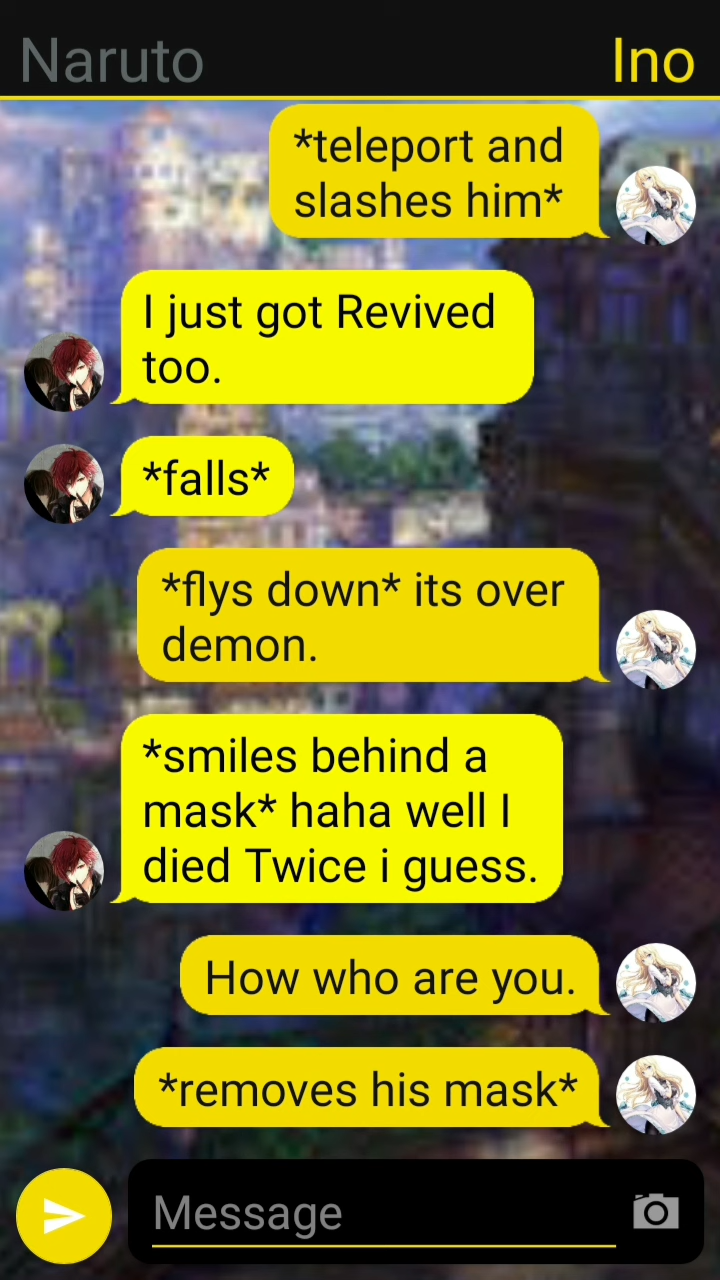 Naruto
Ino
*teleport and
slashes him*
I just got Revived
too.
*falls*
*flys down* its over
demon.
*smiles behind a
mask* haha well I
died Twice i guess.
How who are you.
*removes his mask*
Message